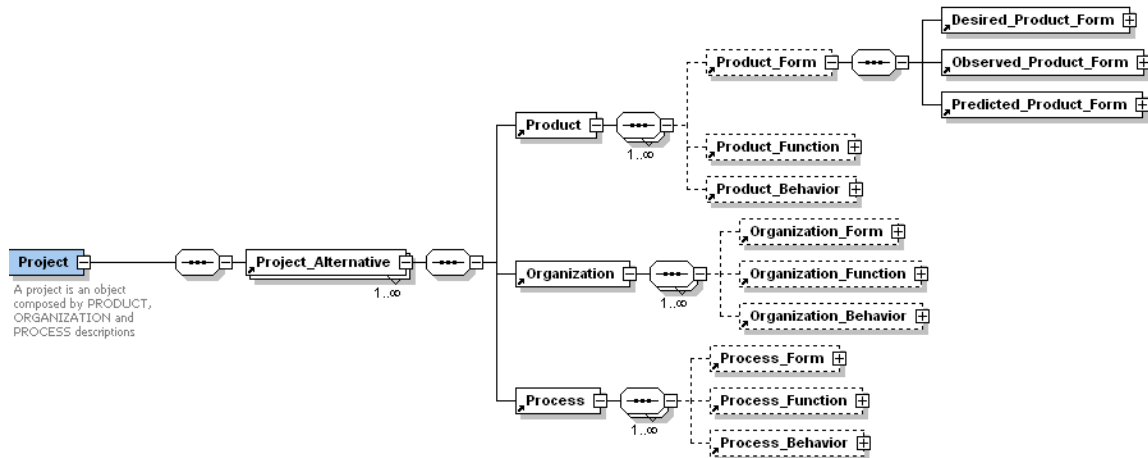 Desired_Product_Form
Product_Form
Observed_Product_Form
Predicted_Product_Form
Product
1..∞
Product_Function
Product_Behavior
Organization_Form
Project
Project_Alternative
1..∞
Organization
1..∞
Organization_Function
Organization_Behavior
A project is an object
composed by PRODUCT,
ORGANIZATION and
PROCESS descriptions
Process_Form
Process
1..∞
Process_Function
Process_Behavior